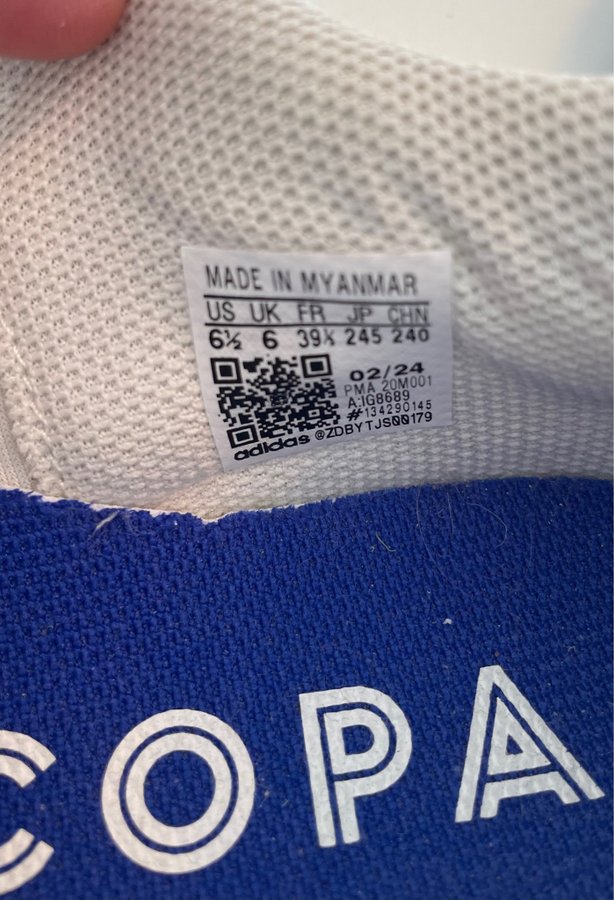 MADE IN MYANMAR
US UK FR JP CHN
6½ 6 39⅓ 245 240
02/24
PMA 20M001
A:IG8689
#134290145
adidas @ZDBYTJS00179
COPA